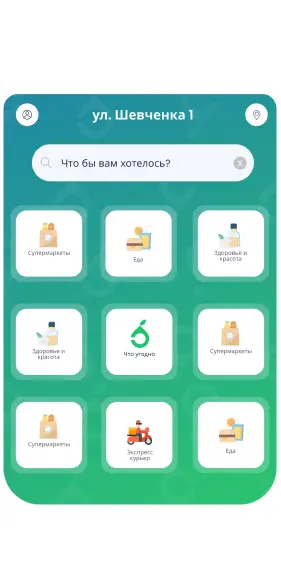 ул. Шевченка 1
Что бы вам хотелось?
Супермаркеты
Еда
Здоровье и
красота
Здоровье и
красота
Что угодно
Супермаркеты
Супермаркеты
Экспресс
курьер
Еда